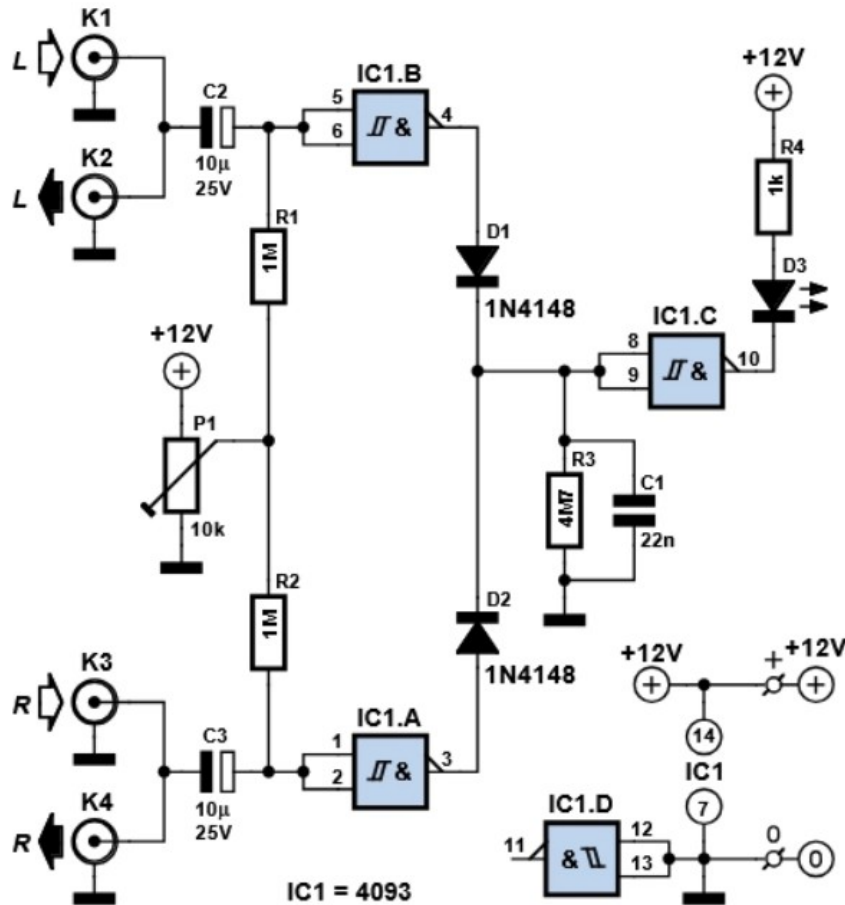 K1
L
K2
L
C2
10µ
25V
IC1.B
5
6
&
4
R1
1M
D1
1N4148
+12V
R4
1k
D3
IC1.C
8
9
&
10
+12V
P1
10k
R3
4M7
C1
22n
R2
1M
D2
1N4148
K3
R
K4
R
C3
10µ
25V
IC1.A
1
2
&
3
+12V
+
+12V
14
IC1
7
0
0
IC1.D
11
&
12
13
IC1 = 4093